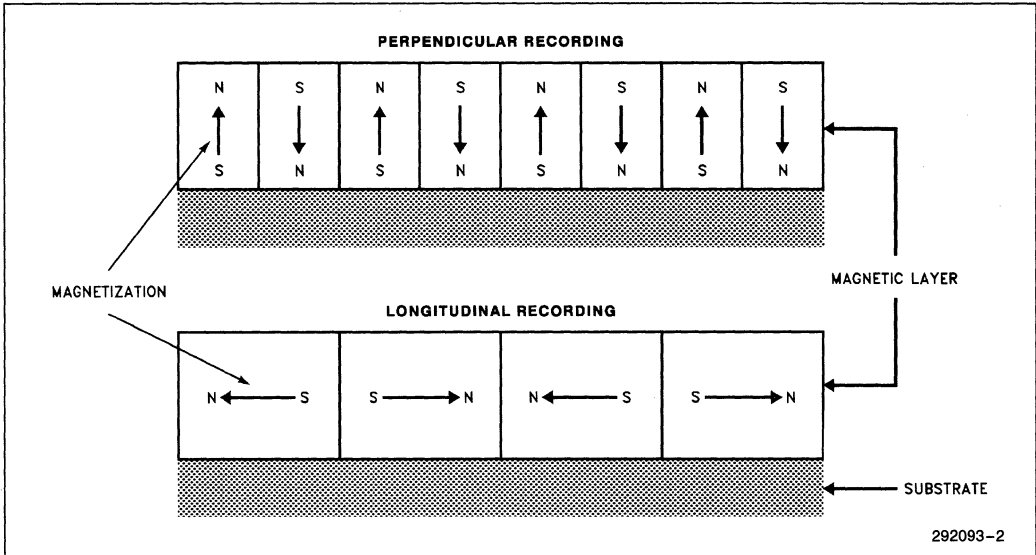 PERPENDICULAR RECORDING
N S N S N S N S
S N S N S N S N
MAGNETIZATION
MAGNETIC LAYER
LONGITUDINAL RECORDING
N S S N N S S N
SUBSTRATE
292093-2